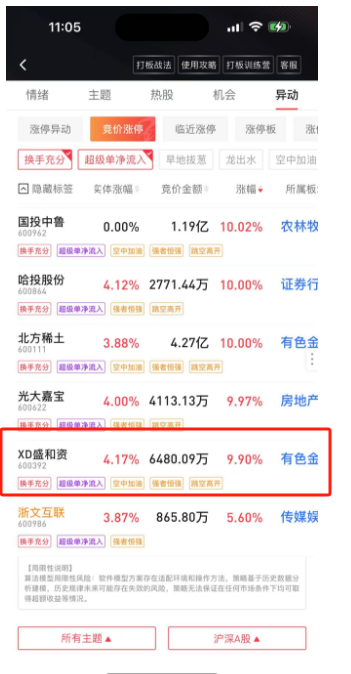 11:05
打板战法 使用攻略 打板训练营 客服
情绪 主题 热股 机会 异动
涨停异动 竞价涨停 临近涨停 涨停板
换手充分 超级单净流入 旱地拔葱 龙出水 空中加油
隐藏标签 实体涨幅 竞价金额 涨幅 所属板
国投中鲁 0.00% 1.19亿 10.02% 农林牧
600962
换手充分 超级单净流入 空中加油 强者恒强 跳空高开
哈投股份 4.12% 2771.44万 10.00% 证券行
600864
换手充分 超级单净流入 强者恒强 跳空高开
北方稀土 3.88% 4.27亿 10.00% 有色金
600111
换手充分 超级单净流入 空中加油 强者恒强 跳空高开
光大嘉宝 4.00% 4113.13万 9.97% 房地产
600622
换手充分 超级单净流入 强者恒强 跳空高开
XD盛和资 4.17% 6480.09万 9.90% 有色金
600392
换手充分 超级单净流入 空中加油 强者恒强 跳空高开
浙文互联 3.87% 865.80万 5.60% 传媒娱
600986
换手充分 超级单净流入 强者恒强
【局限性说明】
算法模型局限性风险：软件模型方案存在适配环境和操作方法，策略基于历史数据分
析建模，历史规律未来可能存在失效的风险，策略无法保证在任何市场条件下均可取
得超额收益等情况。
所有主题 沪深A股